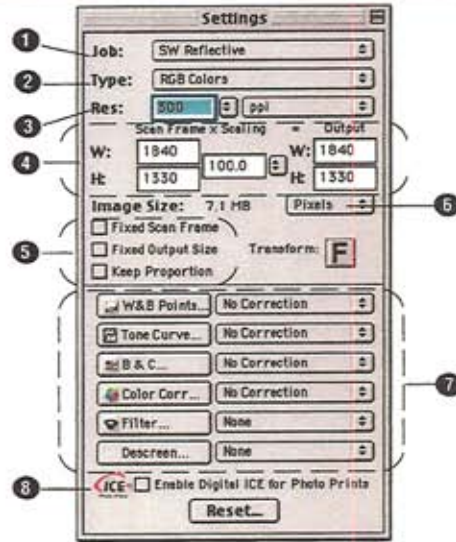 Settings
1 Job: SW Reflective
2 Type: RGB Colors
3 Res: 500 ppi
Scan Frame x Scaling = Output
4 W: 1840 100.0 W: 1840
H: 1330 H: 1330
Image Size: 7.1 MB Pixels 6
5 Fixed Scan Frame
Fixed Output Size Transform: F
Keep Proportion
W&B Points... No Correction
Tone Curve... No Correction
B & C... No Correction
7 Color Corr... No Correction
Filter... None
Descreen... None
8 ICE Enable Digital ICE for Photo Prints
Reset...